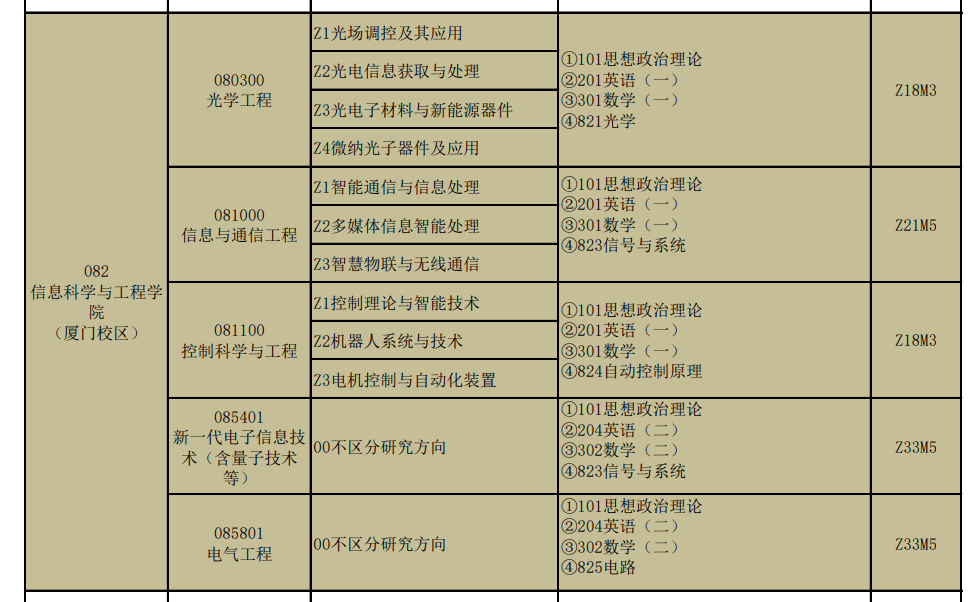 082
信息科学与工程学
院
（厦门校区）
080300
光学工程
Z1光场调控及其应用
Z2光电信息获取与处理
Z3光电子材料与新能源器件
Z4微纳光子器件及应用
①101思想政治理论
②201英语（一）
③301数学（一）
④821光学
Z18M3
081000
信息与通信工程
Z1智能通信与信息处理
Z2多媒体信息智能处理
Z3智慧物联与无线通信
①101思想政治理论
②201英语（一）
③301数学（一）
④823信号与系统
Z21M5
081100
控制科学与工程
Z1控制理论与智能技术
Z2机器人系统与技术
Z3电机控制与自动化装置
①101思想政治理论
②201英语（一）
③301数学（一）
④824自动控制原理
Z18M3
085401
新一代电子信息技
术（含量子技术
等）
00不区分研究方向
①101思想政治理论
②204英语（二）
③302数学（二）
④823信号与系统
Z33M5
085801
电气工程
00不区分研究方向
①101思想政治理论
②204英语（二）
③302数学（二）
④825电路
Z33M5